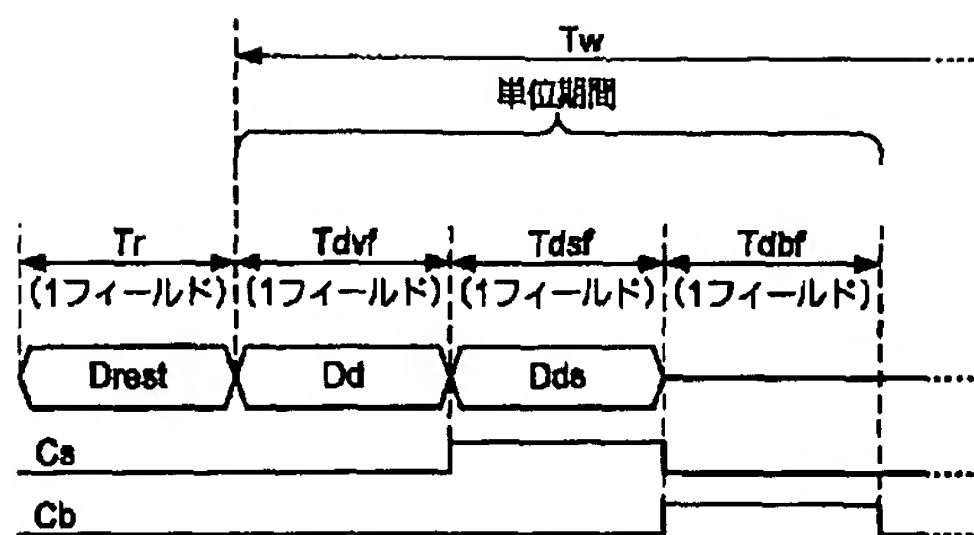 Tw
単位期間
Tr Tdvf Tdsf Tdbf
(1フィールド) (1フィールド) (1フィールド) (1フィールド)
Drest Dd Dds
Cs
Cb